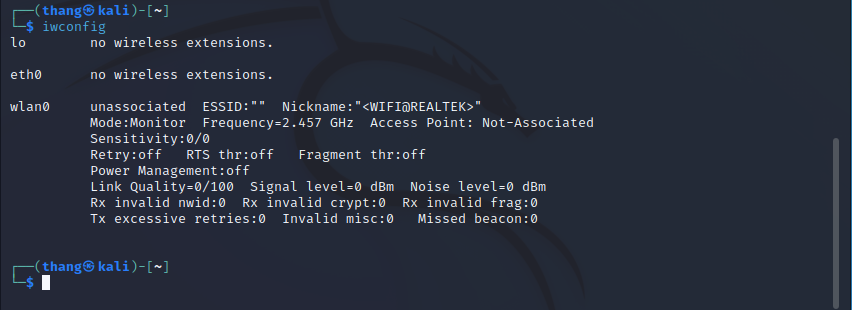 ┌──(thang㉿kali)-[~]
└─$ iwconfig
lo        no wireless extensions.
eth0      no wireless extensions.
wlan0     unassociated  ESSID:""  Nickname:"<WIFI@REALTEK>"
          Mode:Monitor  Frequency=2.457 GHz  Access Point: Not-Associated
          Sensitivity:0/0
          Retry:off   RTS thr:off   Fragment thr:off
          Power Management:off
          Link Quality=0/100  Signal level=0 dBm  Noise level=0 dBm
          Rx invalid nwid:0  Rx invalid crypt:0  Rx invalid frag:0
          Tx excessive retries:0  Invalid misc:0   Missed beacon:0
┌──(thang㉿kali)-[~]
└─$